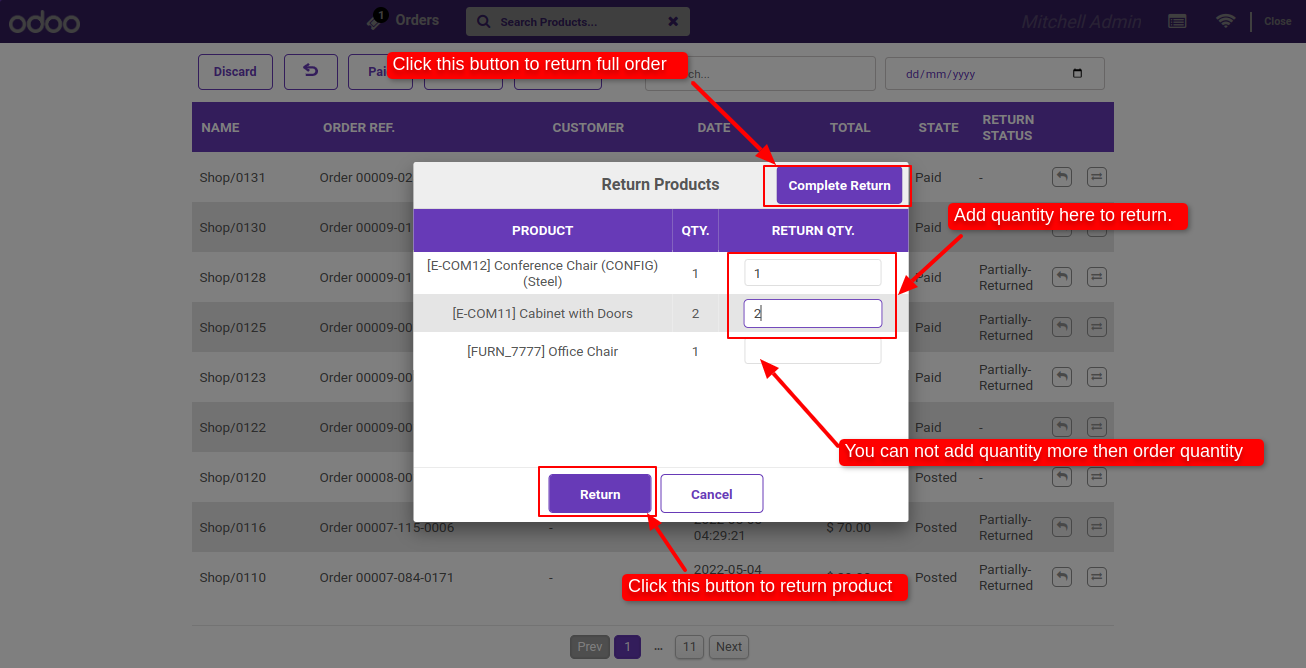 odoo 1 Orders Search Products... Mitchell Admin Close
Discard Click this button to return full order dd/mm/yyyy
NAME ORDER REF. CUSTOMER DATE TOTAL STATE RETURN
STATUS
Return Products Complete Return
PRODUCT QTY. RETURN QTY.
[E-COM12] Conference Chair (CONFIG)
(Steel) 1 1
[E-COM11] Cabinet with Doors 2 2
[FURN_7777] Office Chair 1
Return Cancel
Add quantity here to return.
You can not add quantity more then order quantity
Click this button to return product
Shop/0131 Order 00009-02 Paid -
Shop/0130 Order 00009-01 Paid
Shop/0128 Order 00009-01 Paid Partially-
Returned
Shop/0125 Order 00009-00 Paid Partially-
Returned
Shop/0123 Order 00009-00 Paid Partially-
Returned
Shop/0122 Order 00009-00 Paid -
Shop/0120 Order 00008-00 Posted -
Shop/0116 Order 00007-115-0006 - 04:29:21 $ 70.00 Posted Partially-
Returned
Shop/0110 Order 00007-084-0171 - 2022-05-04 Posted Partially-
Returned
Prev 1 ... 11 Next